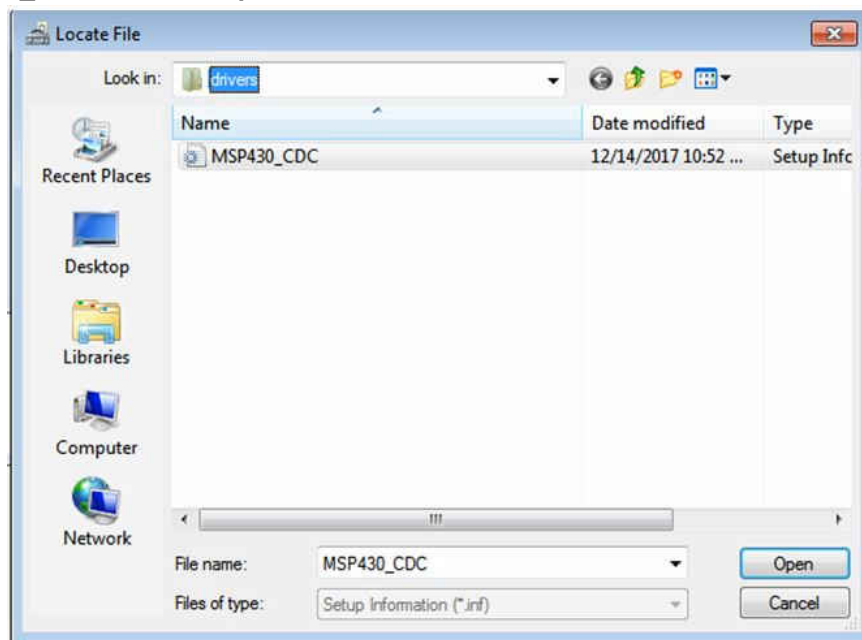 Locate File
Look in: drivers
Name Date modified Type
MSP430_CDC 12/14/2017 10:52 ... Setup Infc
Recent Places
Desktop
Libraries
Computer
Network
File name: MSP430_CDC Open
Files of type: Setup Information (*.inf) Cancel